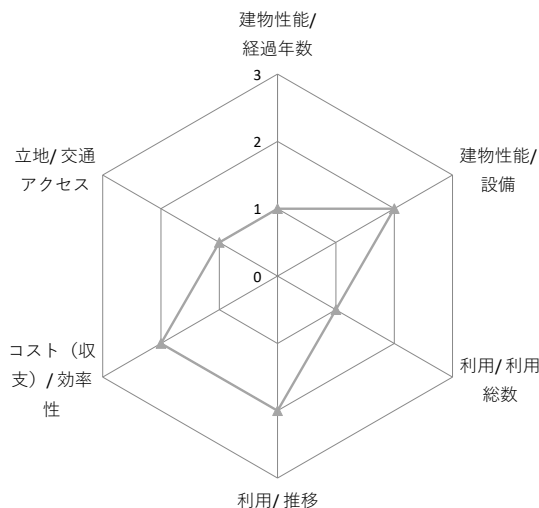 建物性能/
経過年数
3
2
1
0
建物性能/
設備
利用/ 利用
総数
利用/ 推移
コスト（収
支）/ 効率
性
立地/ 交通
アクセス